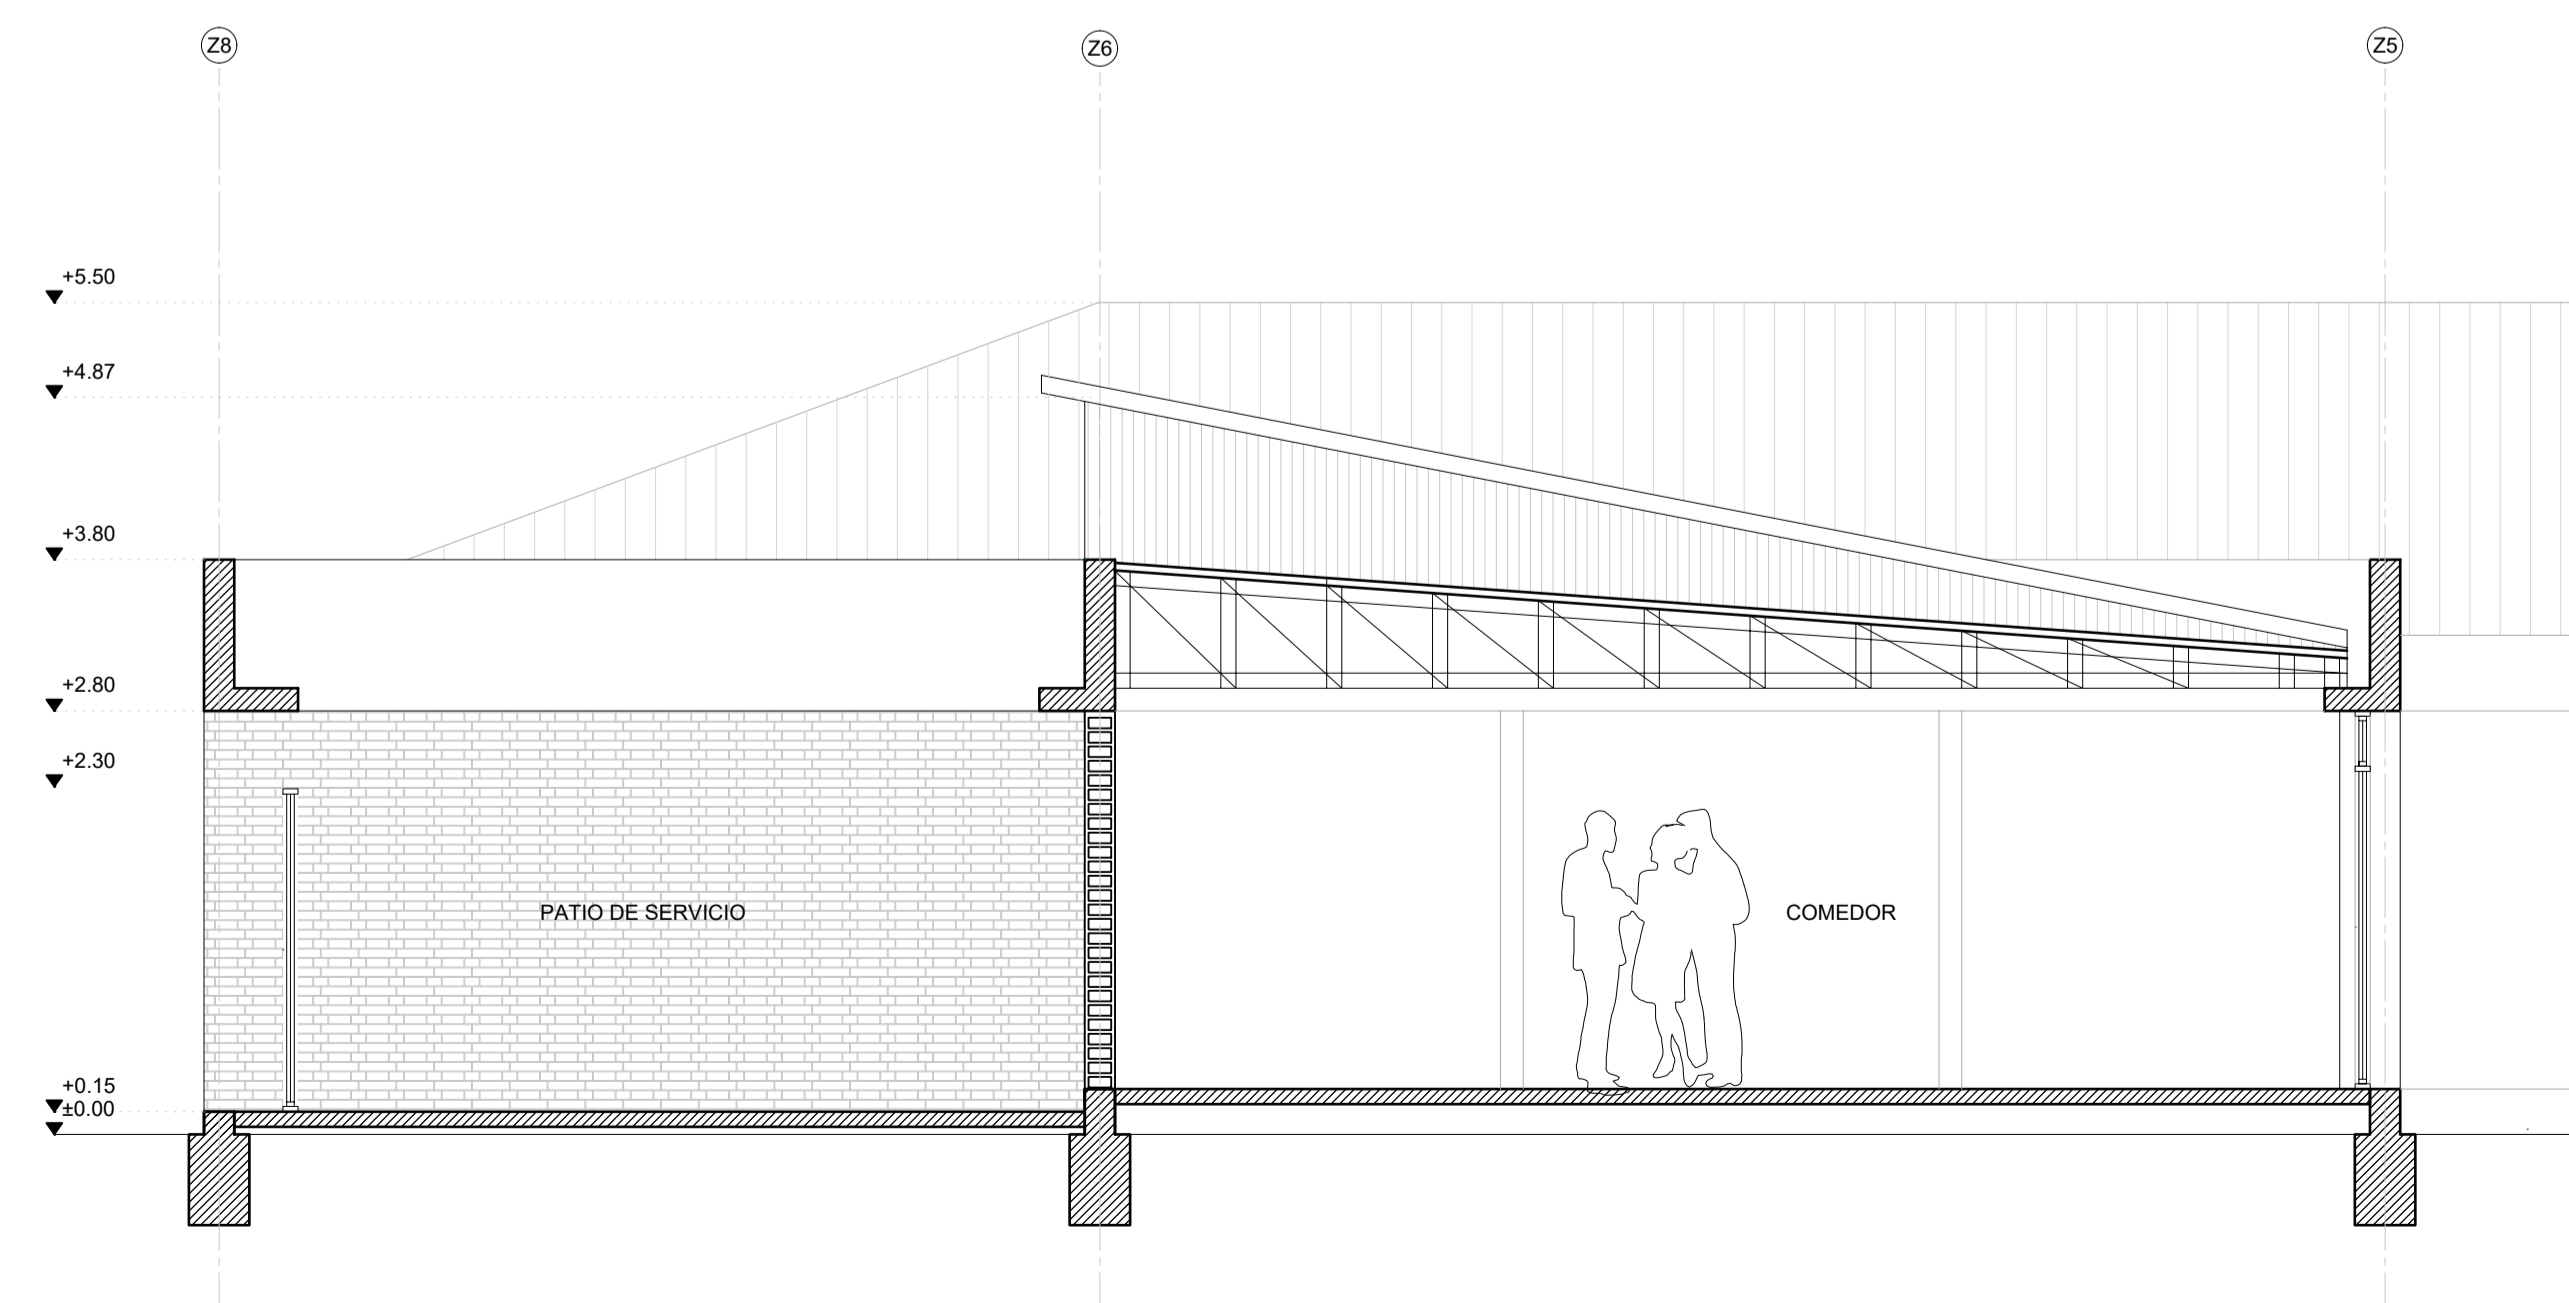 Z8
Z6
Z5
+5.50
+4.87
+3.80
+2.80
+2.30
PATIO DE SERVICIO
COMEDOR
+0.15
±0.00